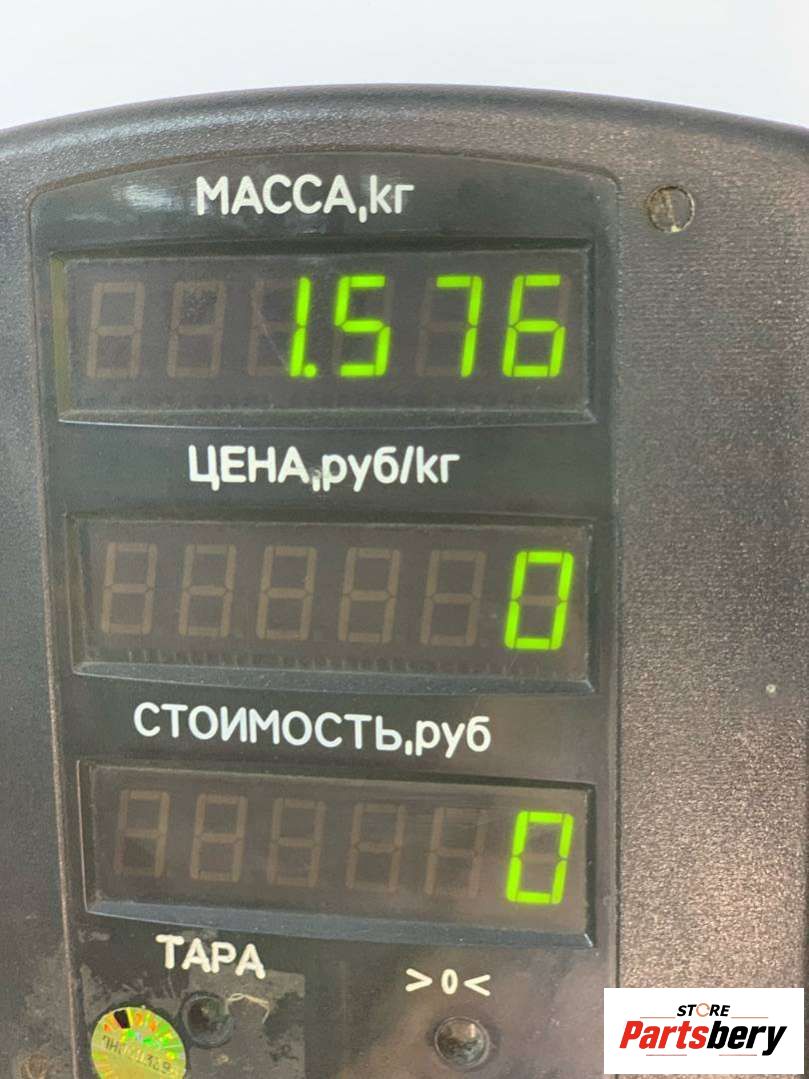 МАССА,кг
1.576
ЦЕНА,руб/кг
0
СТОИМОСТЬ,руб
0
ТАРА
>0<
STORE
Partsbery